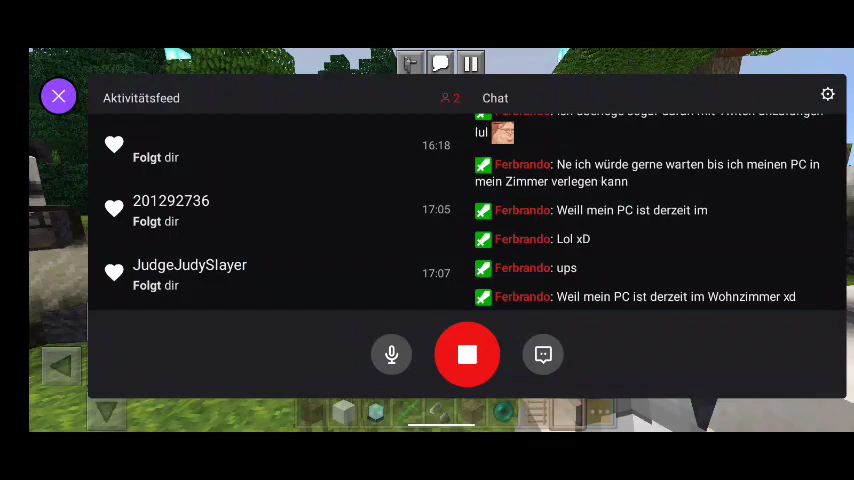 Aktivitätsfeed
2
Folgt dir
16:18
201292736
Folgt dir
17:05
JudgeJudySlayer
Folgt dir
17:07
Chat
lul
Ferbrando: Ne ich würde gerne warten bis ich meinen PC in
mein Zimmer verlegen kann
Ferbrando: Weill mein PC ist derzeit im
Ferbrando: Lol xD
Ferbrando: ups
Ferbrando: Weil mein PC ist derzeit im Wohnzimmer xd